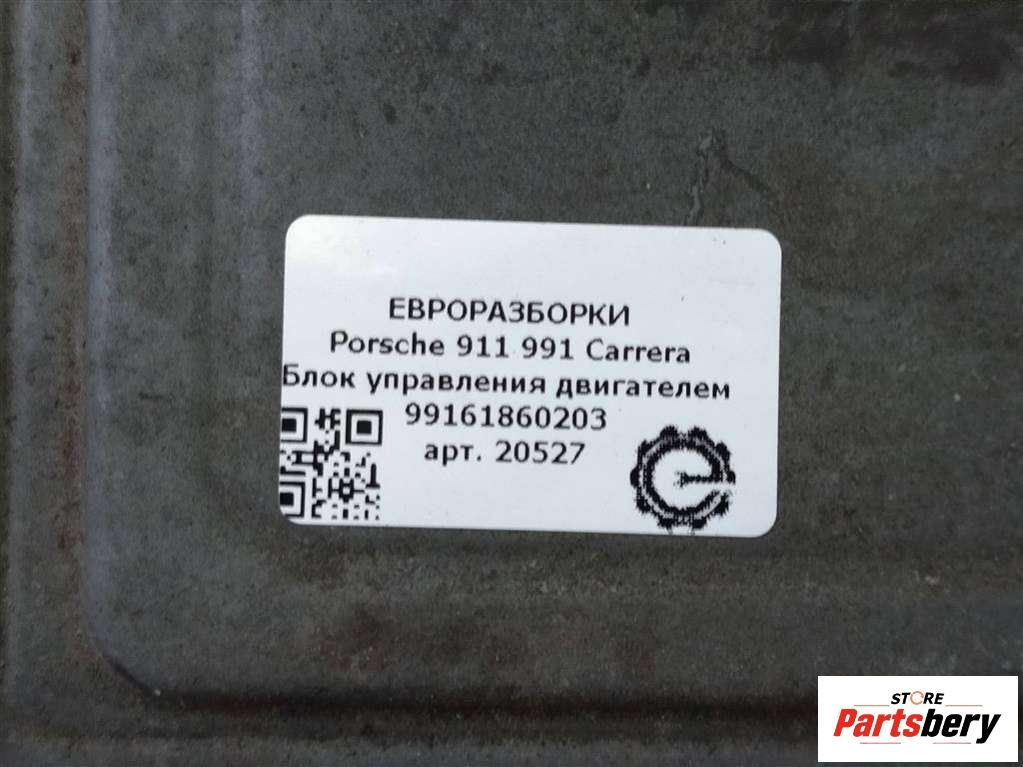 ЕВРОРАЗБОРКИ
Porsche 911 991 Carrera
Блок управления двигателем
99161860203
арт. 20527
STORE
Partsbery